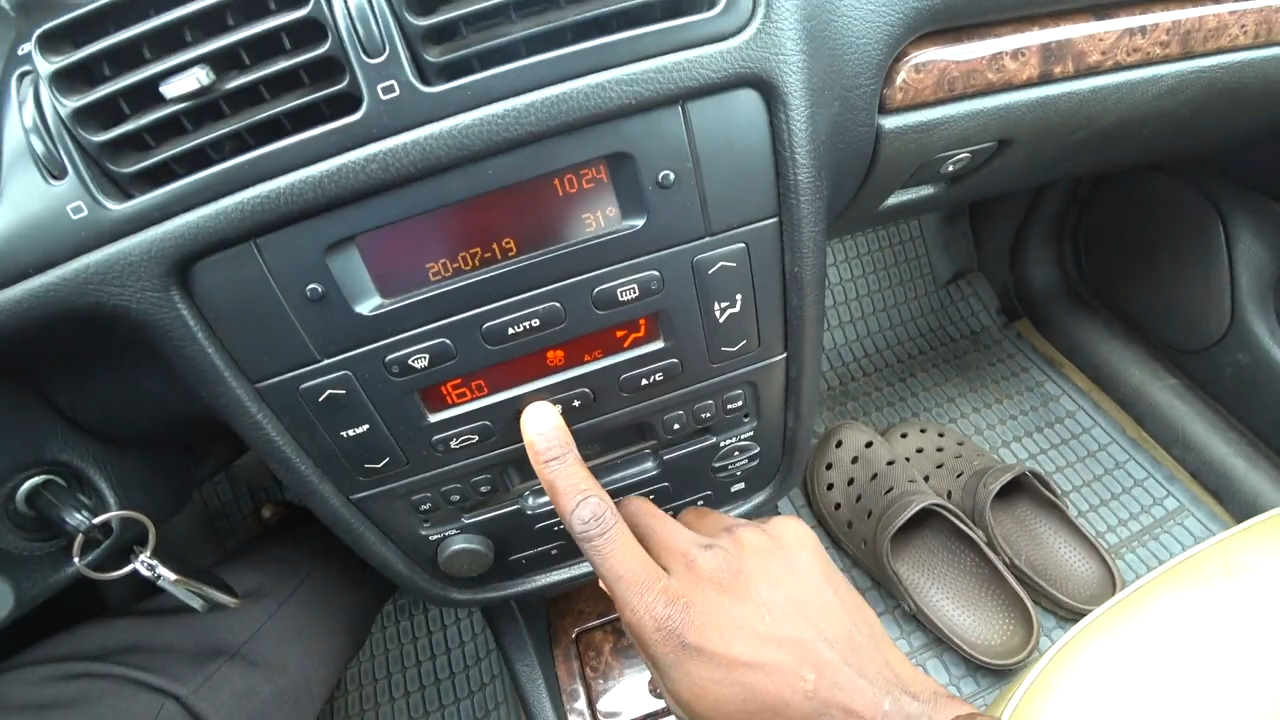 10:24
31°
20-07-19
AUTO
16.0
A/C
TEMP
+
A/C
TA
RDS
AUDIO
ON/VOL